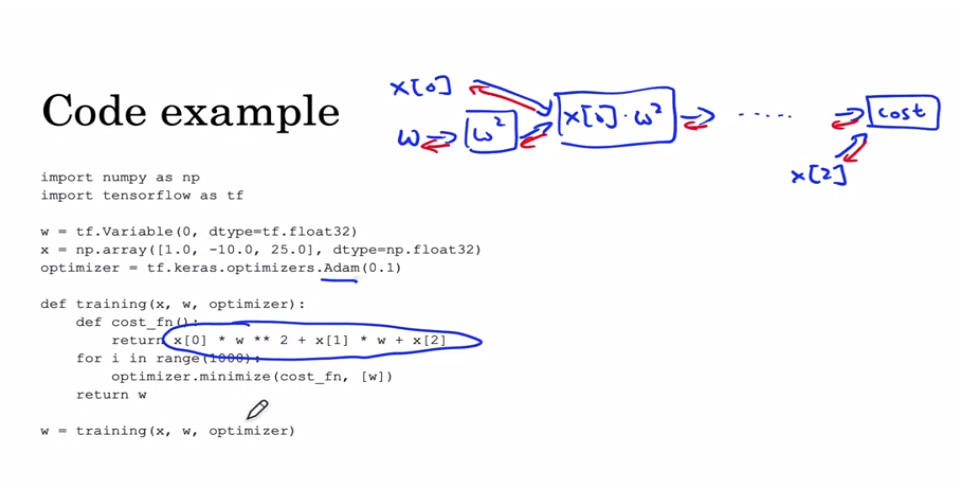 Code example
x[0]
w
w²
x[0]·w²
.....
cost
x[2]
import numpy as np
import tensorflow as tf
w = tf.Variable(0, dtype=tf.float32)
x = np.array([1.0, -10.0, 25.0], dtype=np.float32)
optimizer = tf.keras.optimizers.Adam(0.1)
def training(x, w, optimizer):
    def cost_fn():
        return x[0] * w ** 2 + x[1] * w + x[2]
    for i in range(1000):
        optimizer.minimize(cost_fn, [w])
    return w
w = training(x, w, optimizer)